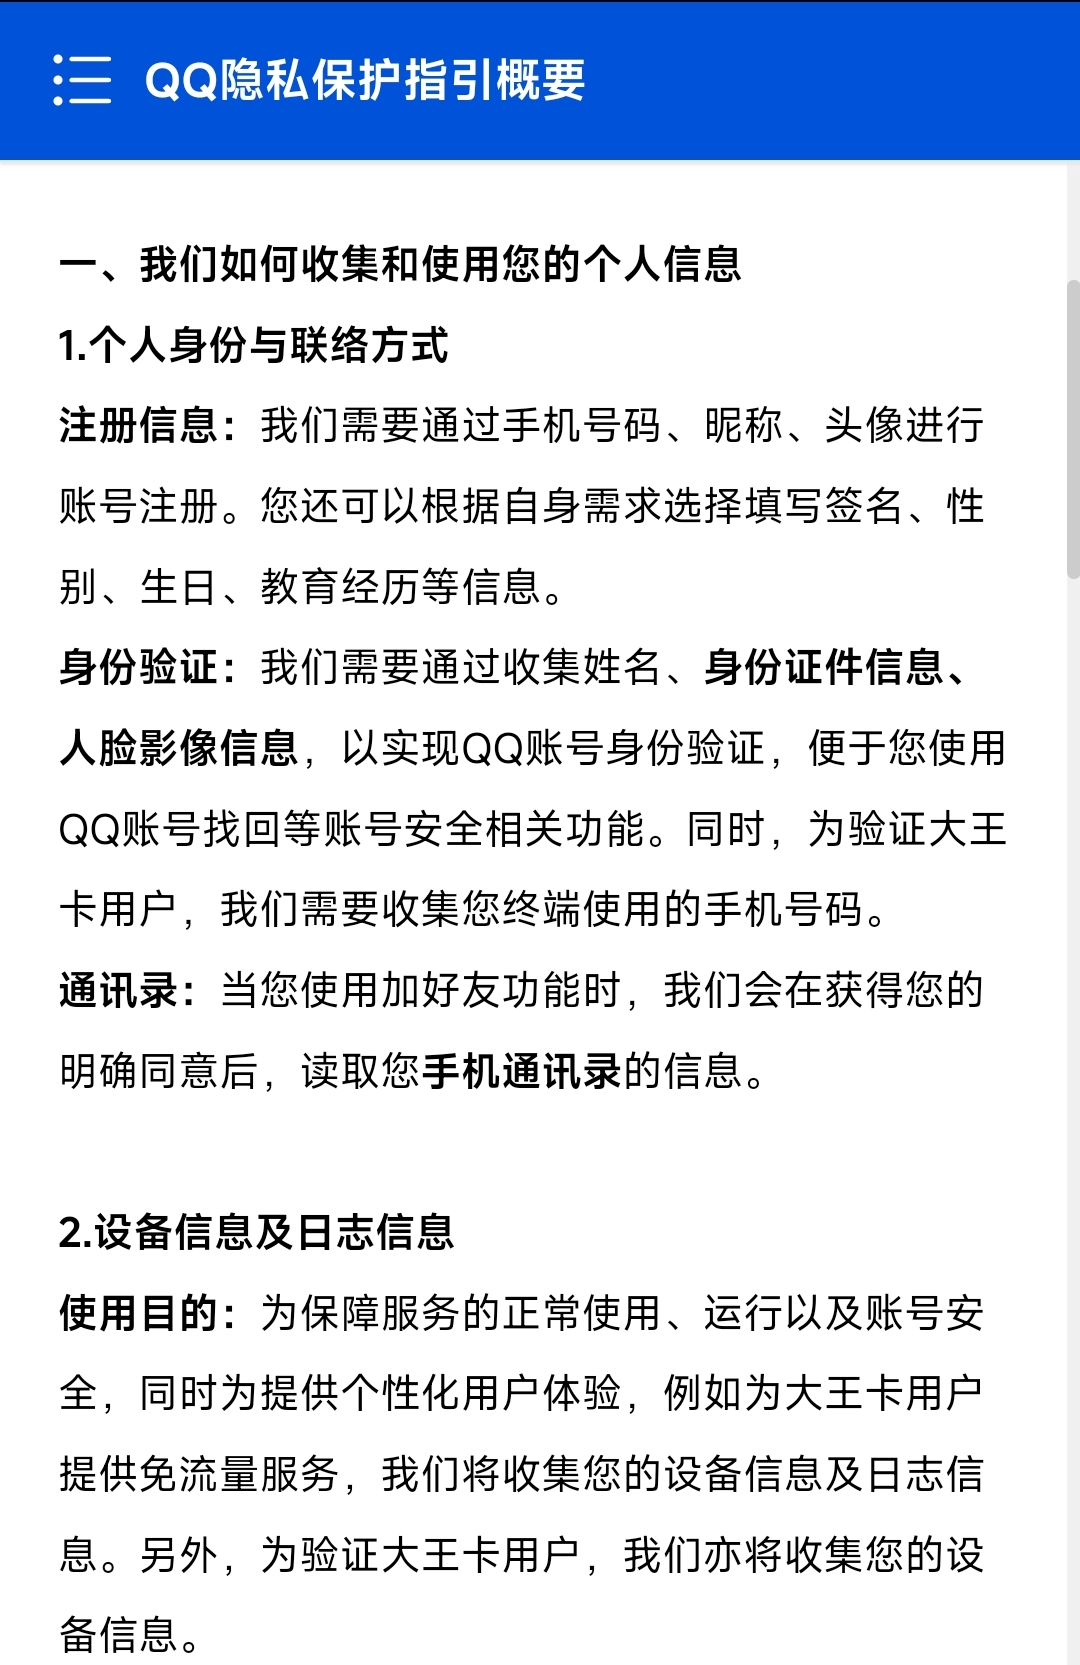 QQ隐私保护指引概要
一、我们如何收集和使用您的个人信息
1.个人身份与联络方式
注册信息：我们需要通过手机号码、昵称、头像进行
账号注册。您还可以根据自身需求选择填写签名、性
别、生日、教育经历等信息。
身份验证：我们需要通过收集姓名、身份证件信息、
人脸影像信息，以实现QQ账号身份验证，便于您使用
QQ账号找回等账号安全相关功能。同时，为验证大王
卡用户，我们需要收集您终端使用的手机号码。
通讯录：当您使用加好友功能时，我们会在获得您的
明确同意后，读取您手机通讯录的信息。
2.设备信息及日志信息
使用目的：为保障服务的正常使用、运行以及账号安
全，同时为提供个性化用户体验，例如为大王卡用户
提供免流量服务，我们将收集您的设备信息及日志信
息。另外，为验证大王卡用户，我们亦将收集您的设
备信息。